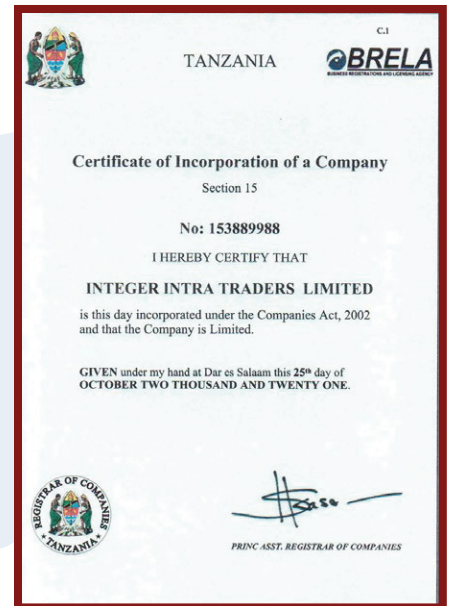 C.1
TANZANIA
BRELA
BUSINESS REGISTRATIONS AND LICENSING AGENCY
Certificate of Incorporation of a Company
Section 15
No: 153889988
I HEREBY CERTIFY THAT
INTEGER INTRA TRADERS LIMITED
is this day incorporated under the Companies Act, 2002
and that the Company is Limited.
GIVEN under my hand at Dar es Salaam this 25th day of
OCTOBER TWO THOUSAND AND TWENTY ONE.
REGISTRAR OF COMPANIES
TANZANIA
PRINC ASST. REGISTRAR OF COMPANIES